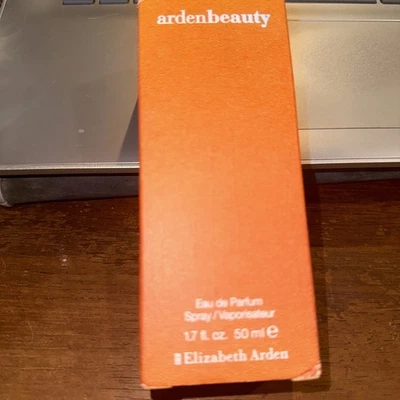 ardenbeauty
Eau de Parfum
Spray/Vaporisateur
1.7 fl. oz. 50 ml ℮
Elizabeth Arden